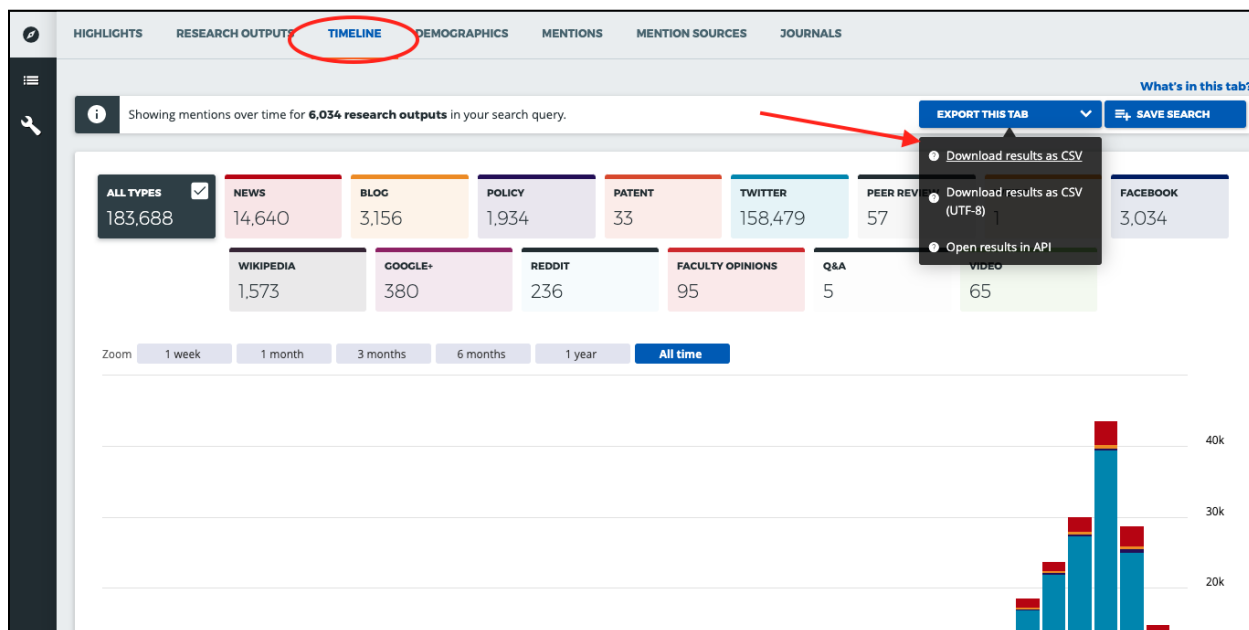 HIGHLIGHTS RESEARCH OUTPUTS TIMELINE DEMOGRAPHICS MENTIONS MENTION SOURCES JOURNALS
What's in this tab?
Showing mentions over time for 6,034 research outputs in your search query.
EXPORT THIS TAB
SAVE SEARCH
Download results as CSV
Download results as CSV
(UTF-8)
Open results in API
ALL TYPES
183,688
NEWS
14,640
BLOG
3,156
POLICY
1,934
PATENT
33
TWITTER
158,479
PEER REVIEW
57
1
FACEBOOK
3,034
WIKIPEDIA
1,573
GOOGLE+
380
REDDIT
236
FACULTY OPINIONS
95
Q&A
5
VIDEO
65
Zoom 1 week 1 month 3 months 6 months 1 year All time
40k
30k
20k